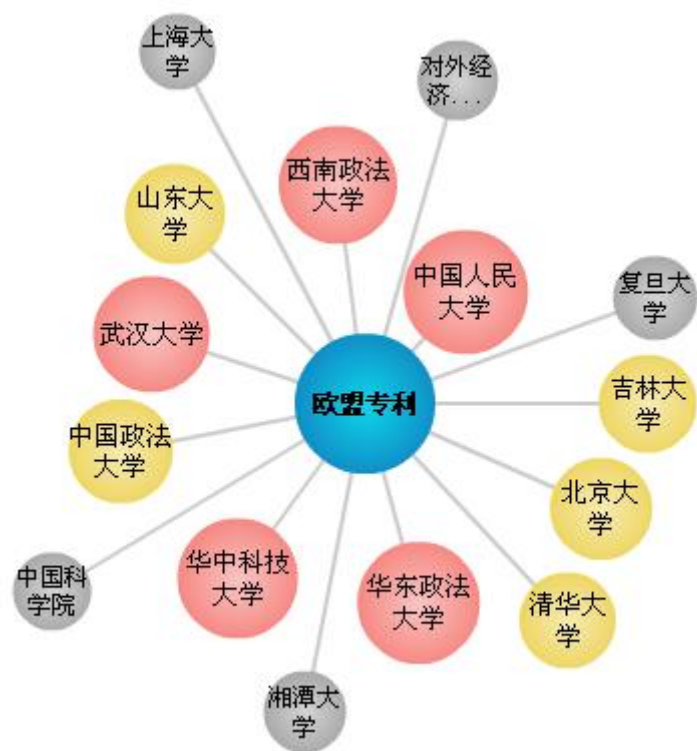 上海大
学
对外经
济...
西南政法
大学
山东大
学
中国人民
大学
复旦大
学
武汉大学
欧盟专利
吉林大
学
中国政法
大学
北京大
学
中国科
学院
华中科技
大学
华东政法
大学
清华大
学
湘潭大
学